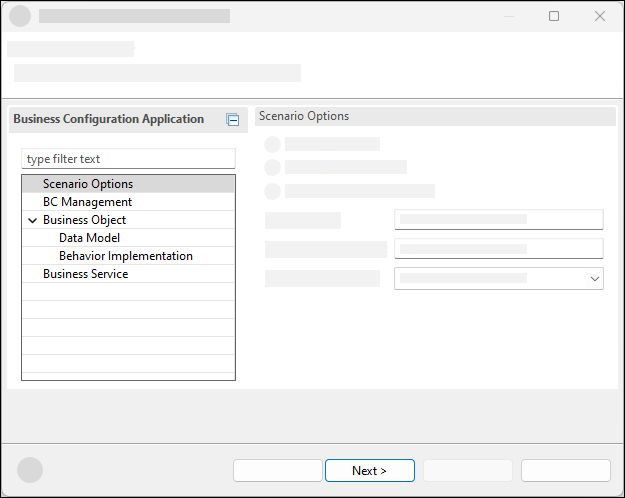 Business Configuration Application
type filter text
Scenario Options
BC Management
Business Object
Data Model
Behavior Implementation
Business Service
Scenario Options
Next >